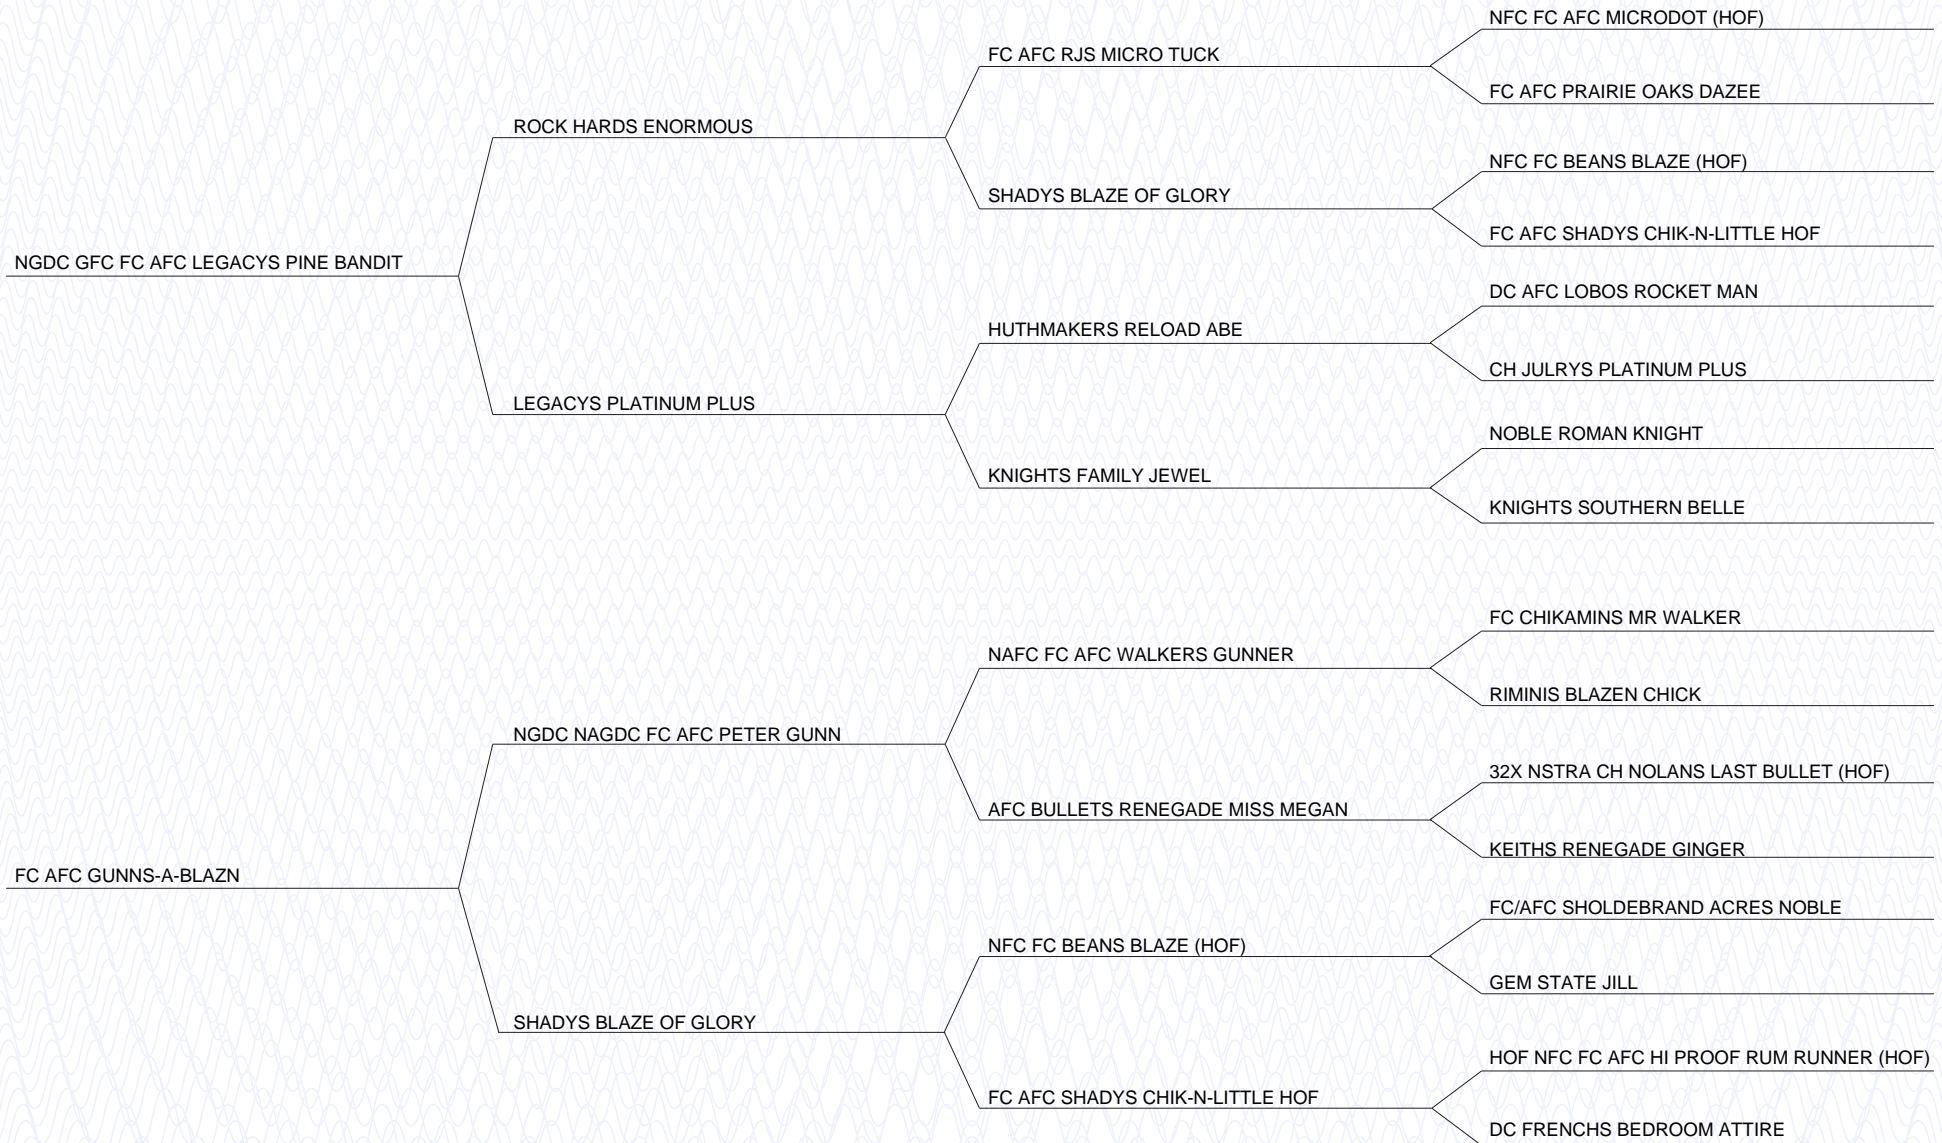 NFC FC AFC MICRODOT (HOF)
FC AFC RJS MICRO TUCK
FC AFC PRAIRIE OAKS DAZEE
ROCK HARDS ENORMOUS
NFC FC BEANS BLAZE (HOF)
SHADYS BLAZE OF GLORY
FC AFC SHADYS CHIK-N-LITTLE HOF
NGDC GFC FC AFC LEGACYS PINE BANDIT
DC AFC LOBOS ROCKET MAN
HUTHMAKERS RELOAD ABE
CH JULRYS PLATINUM PLUS
LEGACYS PLATINUM PLUS
NOBLE ROMAN KNIGHT
KNIGHTS FAMILY JEWEL
KNIGHTS SOUTHERN BELLE
FC CHIKAMINS MR WALKER
NAFC FC AFC WALKERS GUNNER
RIMINIS BLAZEN CHICK
NGDC NAGDC FC AFC PETER GUNN
32X NSTRA CH NOLANS LAST BULLET (HOF)
AFC BULLETS RENEGADE MISS MEGAN
KEITHS RENEGADE GINGER
FC AFC GUNNS-A-BLAZN
FC/AFC SHOLDEBRAND ACRES NOBLE
NFC FC BEANS BLAZE (HOF)
GEM STATE JILL
SHADYS BLAZE OF GLORY
HOF NFC FC AFC HI PROOF RUM RUNNER (HOF)
FC AFC SHADYS CHIK-N-LITTLE HOF
DC FRENCHS BEDROOM ATTIRE